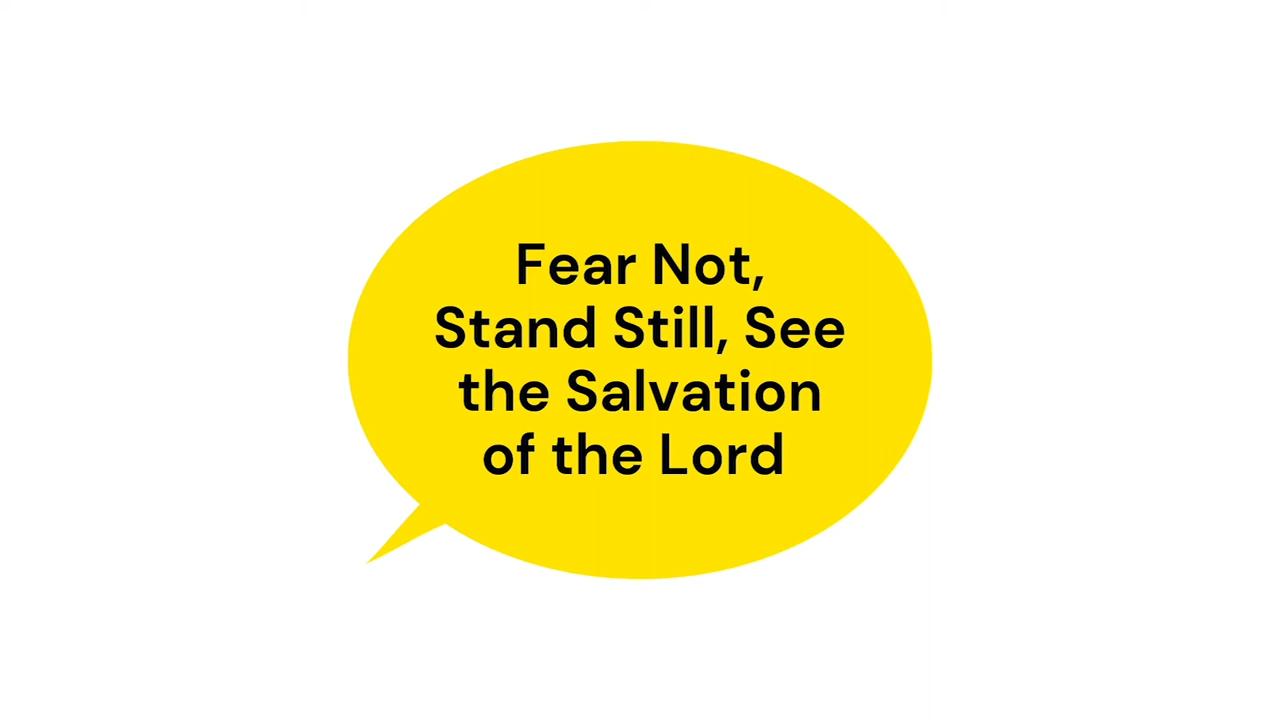 Fear Not,
Stand Still, See
the Salvation
of the Lord